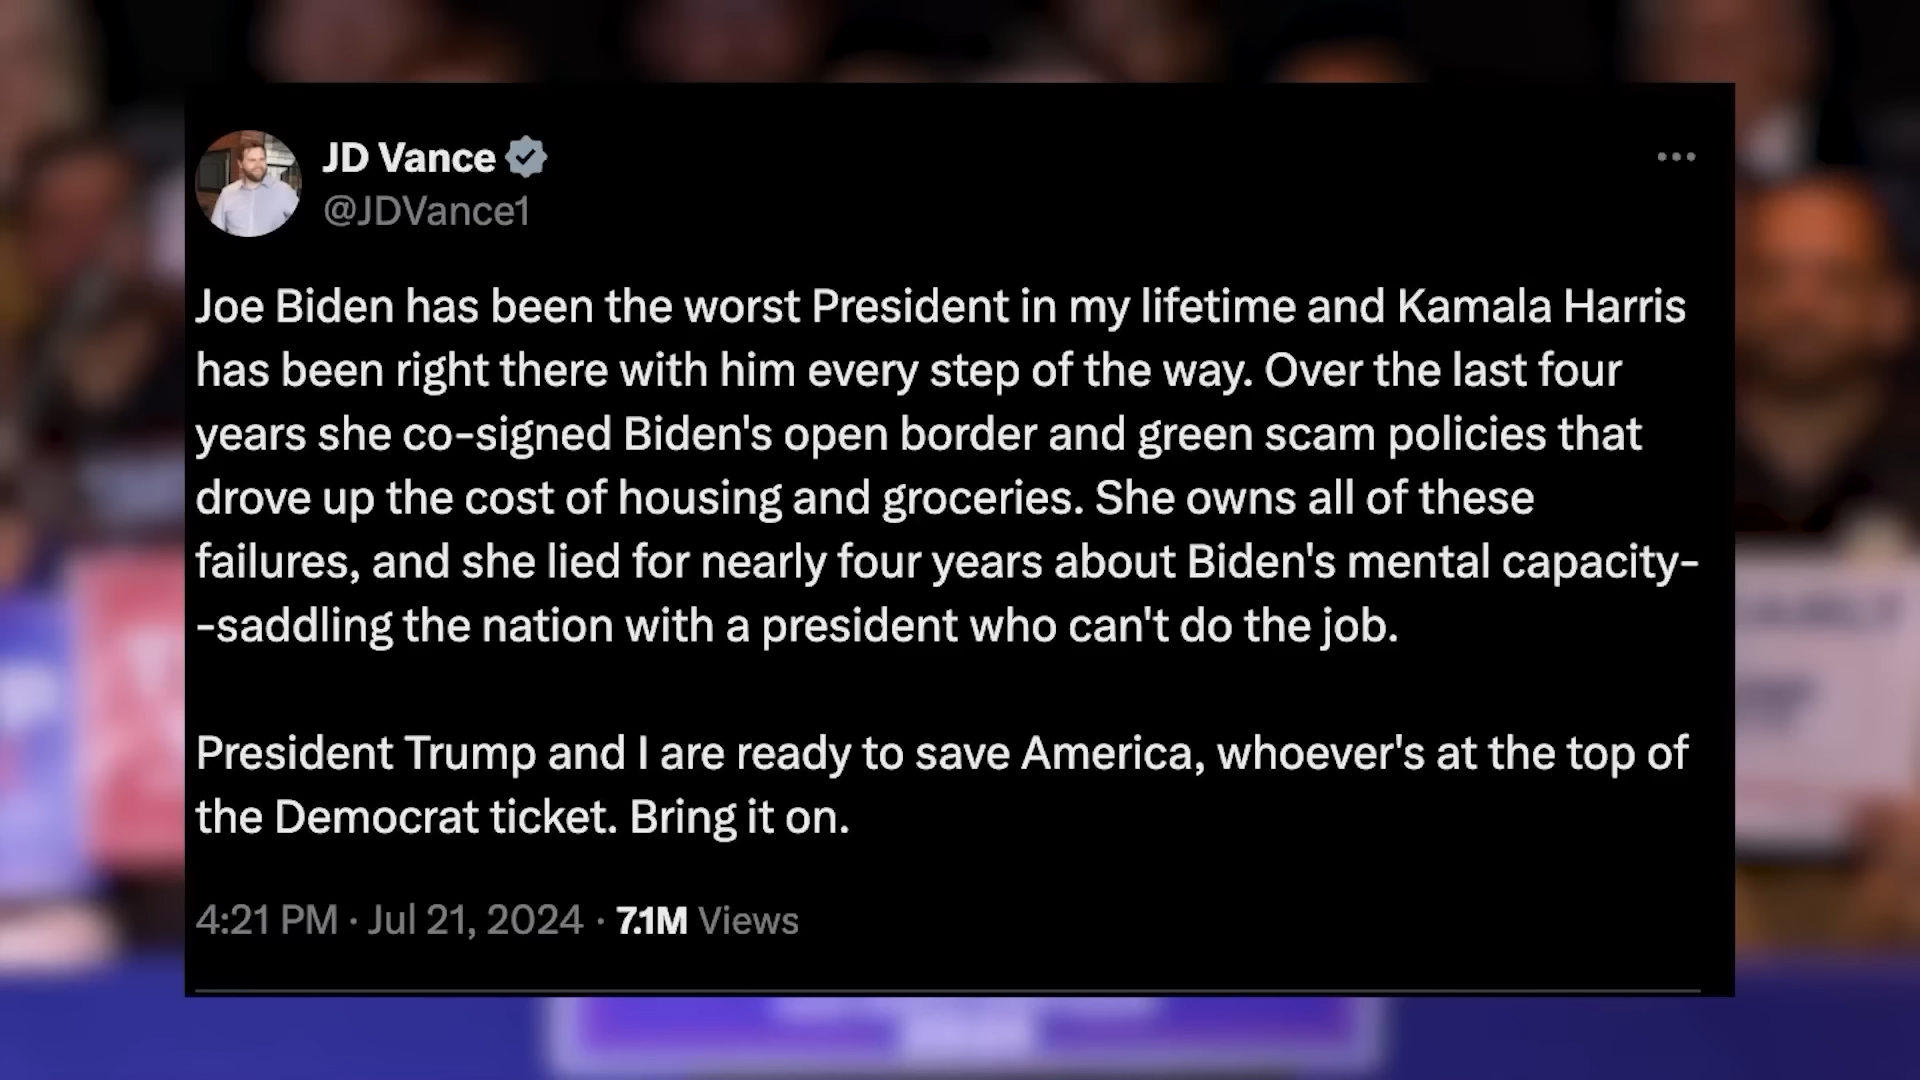 JD Vance
@JDVance1
Joe Biden has been the worst President in my lifetime and Kamala Harris
has been right there with him every step of the way. Over the last four
years she co-signed Biden's open border and green scam policies that
drove up the cost of housing and groceries. She owns all of these
failures, and she lied for nearly four years about Biden's mental capacity-
-saddling the nation with a president who can't do the job.
President Trump and I are ready to save America, whoever's at the top of
the Democrat ticket. Bring it on.
4:21 PM · Jul 21, 2024 · 7.1M Views